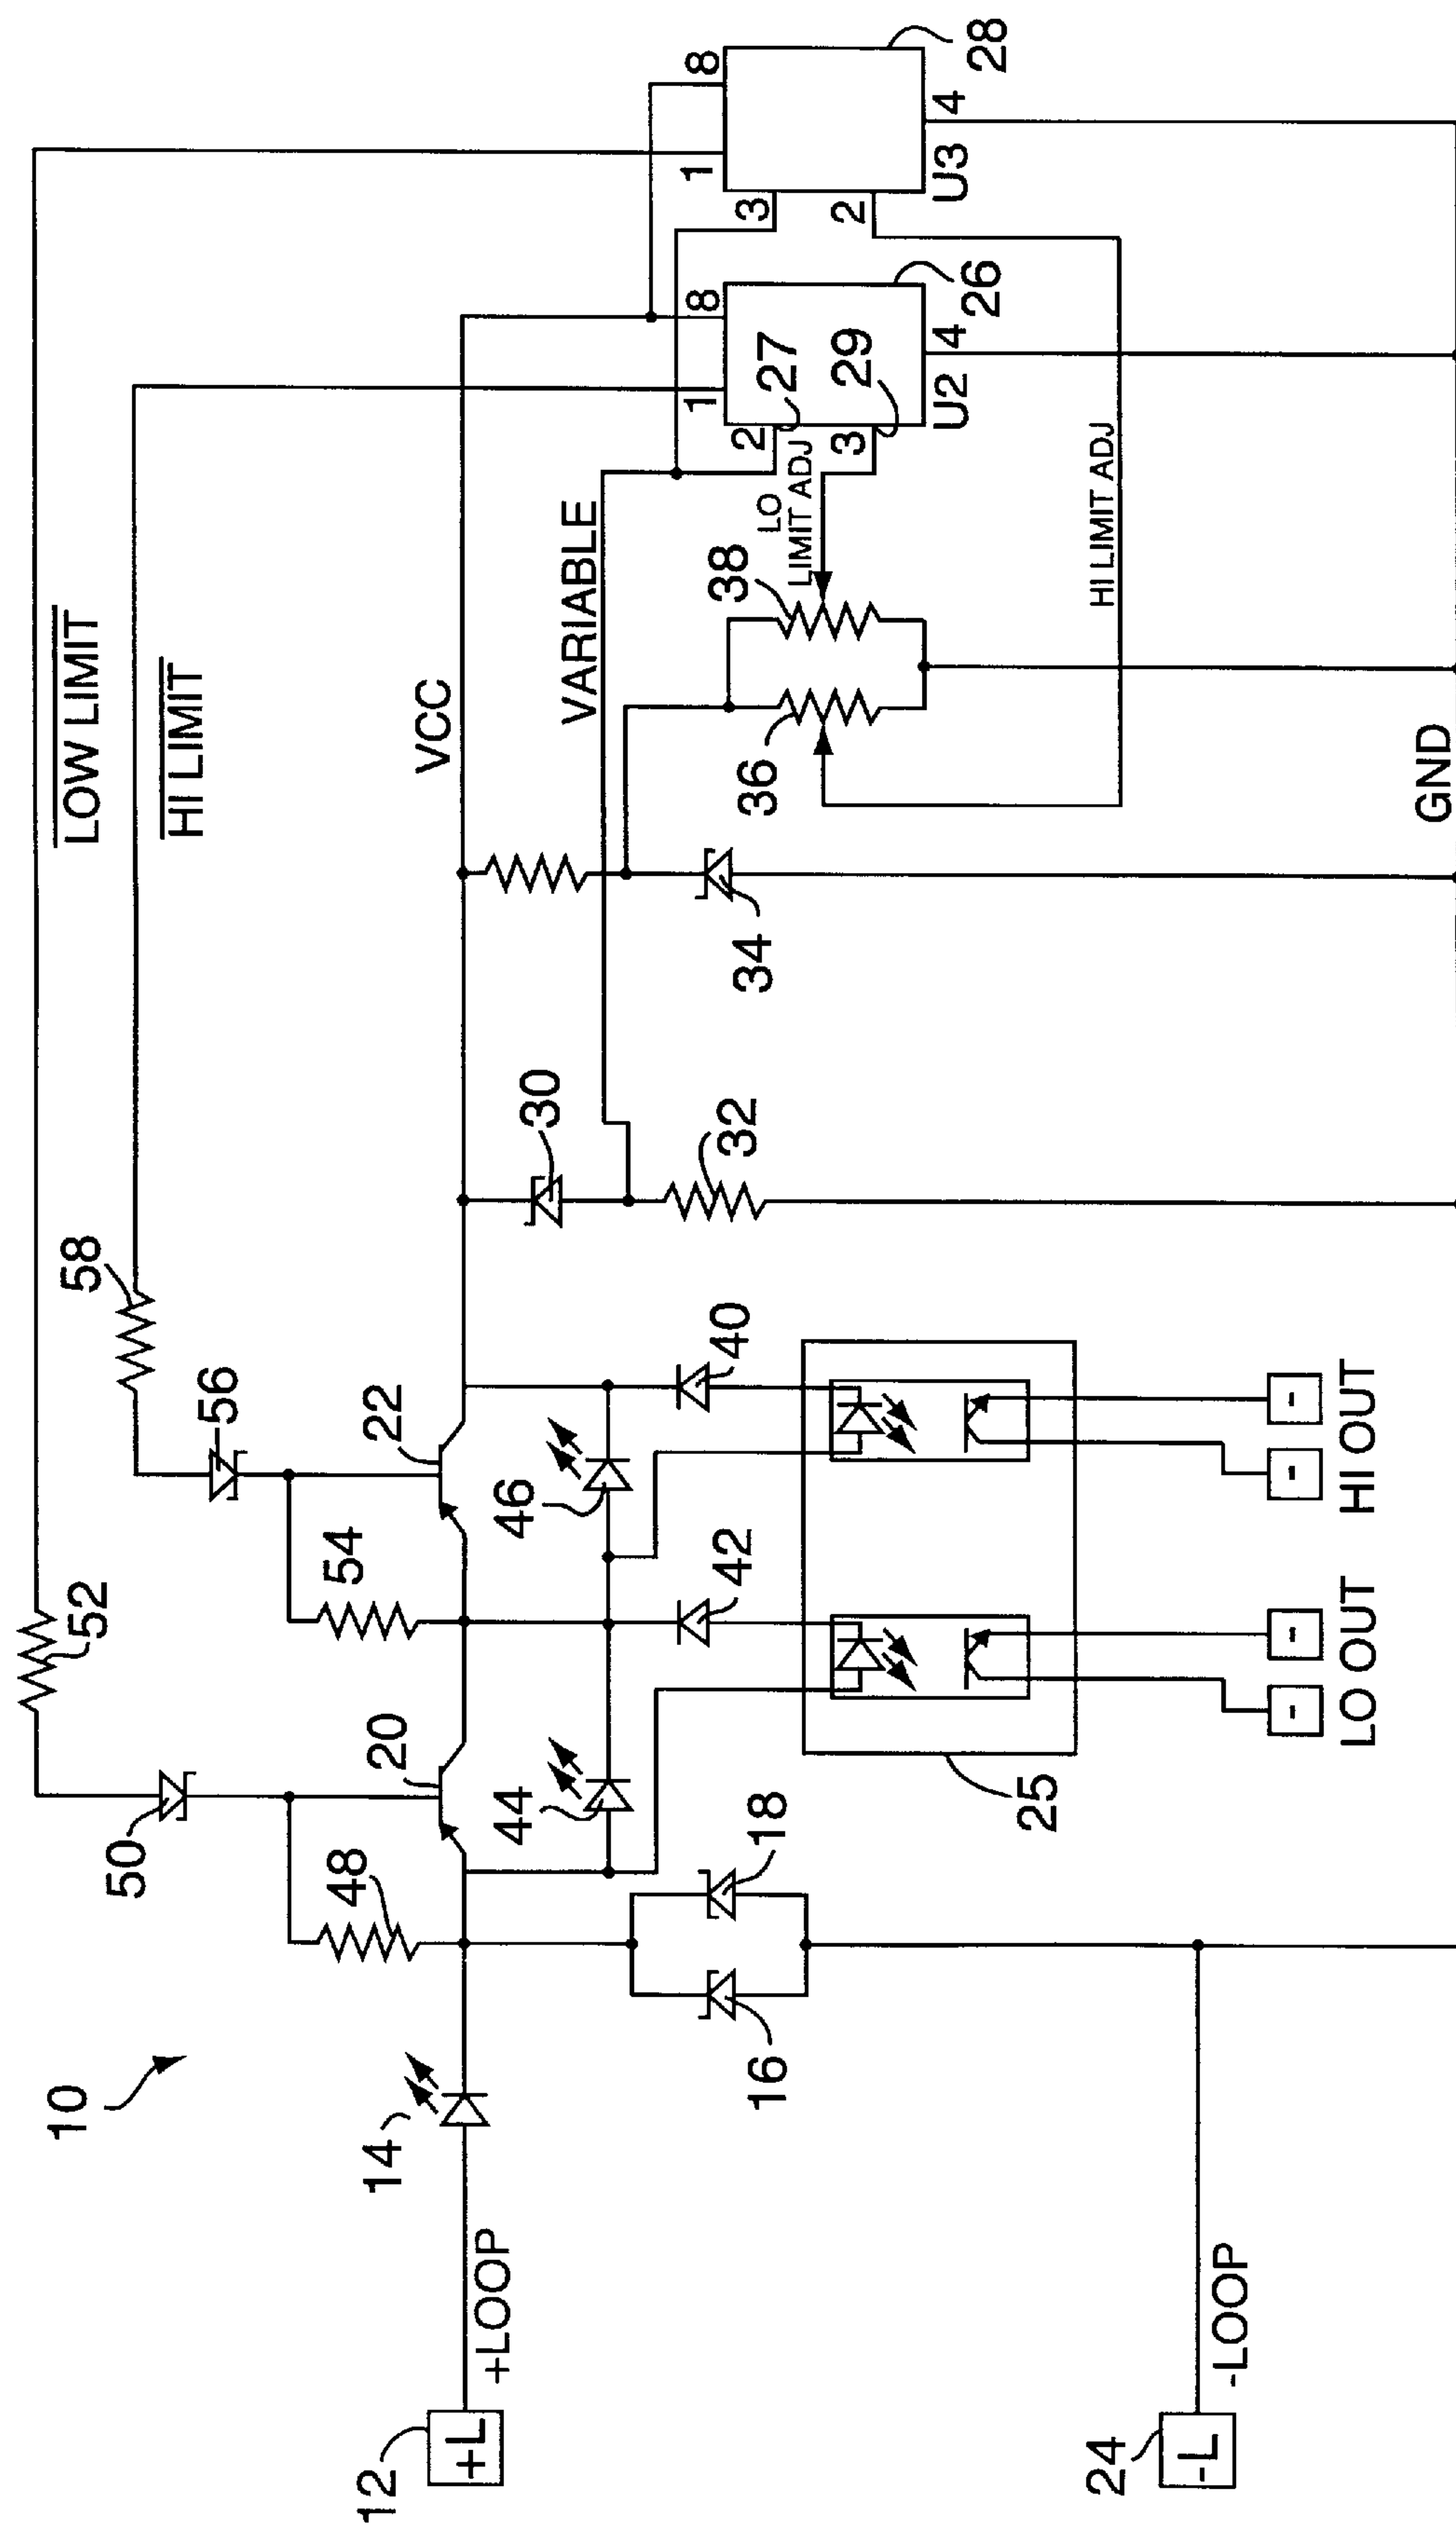 10
52
58
LOW LIMIT
50
56
HI LIMIT
48
54
12
14
20
22
VCC
+L
+LOOP
44
46
30
VARIABLE
1
8
1
8
16
18
42
40
32
34
36
38
LO
LIMIT ADJ
2
27
3
3
29
2
U2
4
U3
4
26
28
25
HI LIMIT ADJ
24
-L
-LOOP
-
-
-
-
LO OUT
HI OUT
GND